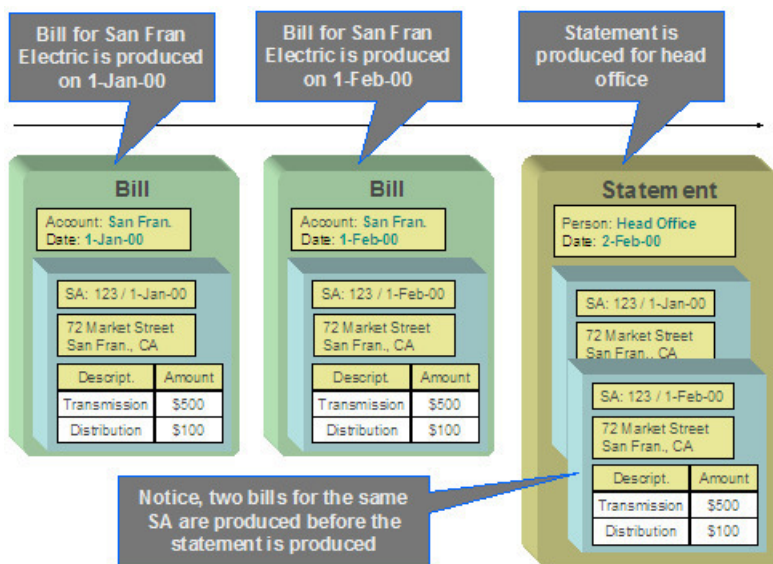 Bill for San Fran
Electric is produced
on 1-Jan-00
Bill for San Fran
Electric is produced
on 1-Feb-00
Statement is
produced for head
office
Bill
Account: San Fran.
Date: 1-Jan-00
SA: 123 / 1-Jan-00
72 Market Street
San Fran., CA
Descript. Amount
Transmission $500
Distribution $100
Bill
Account: San Fran.
Date: 1-Feb-00
SA: 123 / 1-Feb-00
72 Market Street
San Fran., CA
Descript. Amount
Transmission $500
Distribution $100
Statement
Person: Head Office
Date: 2-Feb-00
SA: 123 / 1-Jan-00
72 Market Street
San Fran., CA
SA: 123 / 1-Feb-00
72 Market Street
San Fran., CA
Descript. Amount
Transmission $500
Distribution $100
Notice, two bills for the same
SA are produced before the
statement is produced